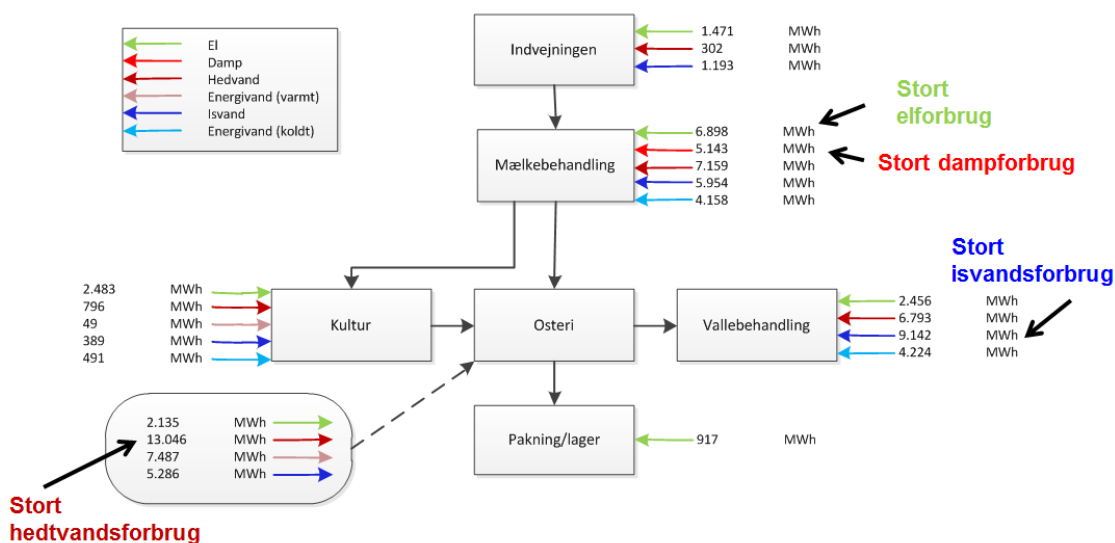 El
Damp
Hedvand
Energivand (varmt)
Isvand
Energivand (koldt)
Indvejningen
1.471 MWh
302 MWh
1.193 MWh
Stort
elforbrug
Mælkebehandling
6.898 MWh
5.143 MWh
7.159 MWh
5.954 MWh
4.158 MWh
Stort dampforbrug
Stort
isvandsforbrug
2.483 MWh
796 MWh
49 MWh
389 MWh
491 MWh
Kultur
Osteri
Vallebehandling
2.456 MWh
6.793 MWh
9.142 MWh
4.224 MWh
2.135 MWh
13.046 MWh
7.487 MWh
5.286 MWh
Pakning/lager
917 MWh
Stort
hedtvandsforbrug